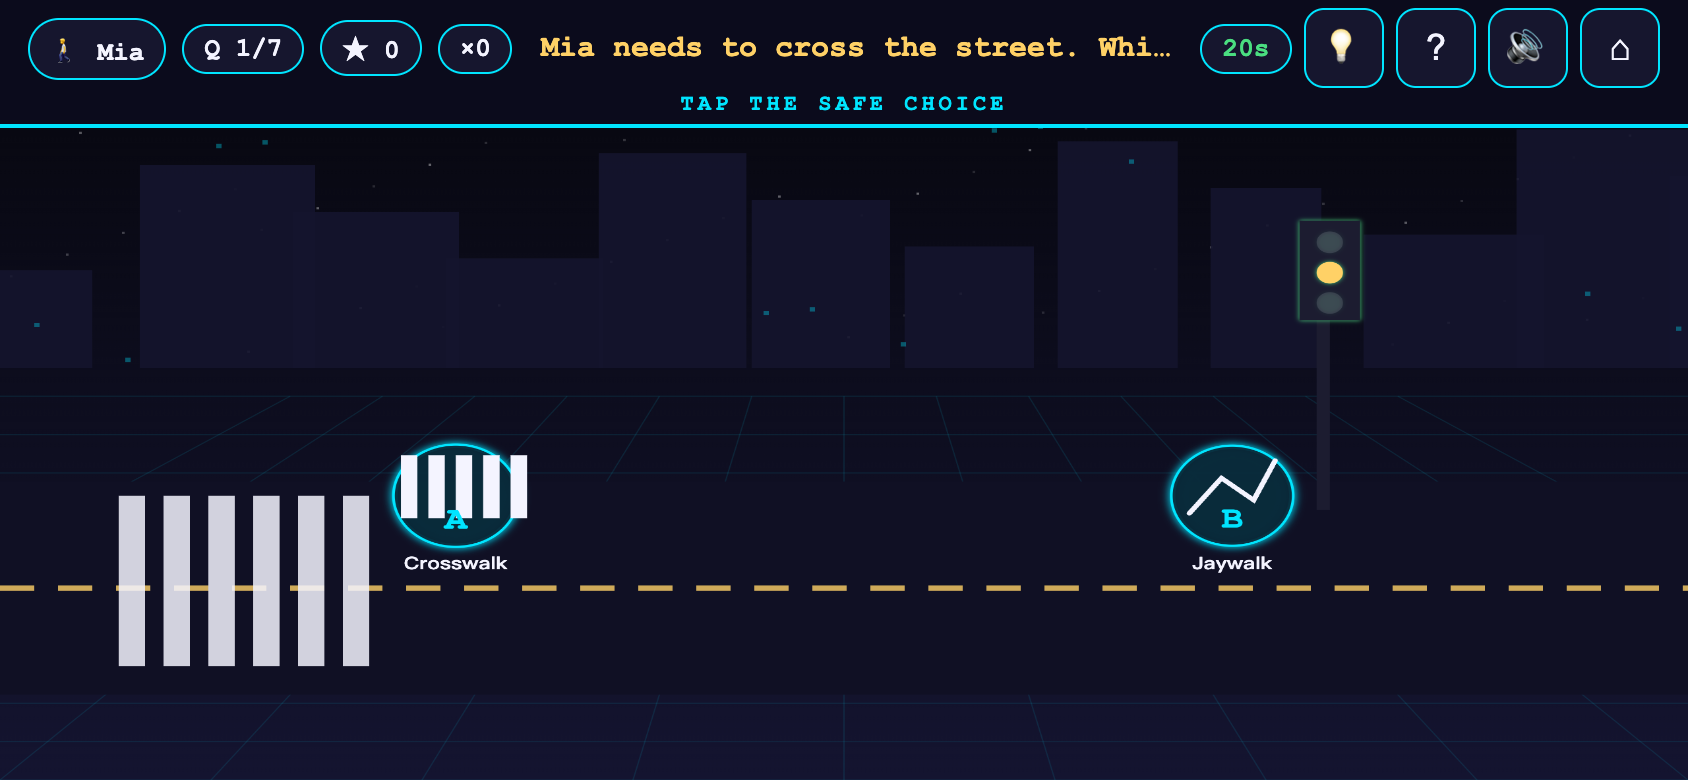 Mia
Q 1/7
★ 0
×0
Mia needs to cross the street. Whi…
20s
?
TAP THE SAFE CHOICE
A
Crosswalk
B
Jaywalk